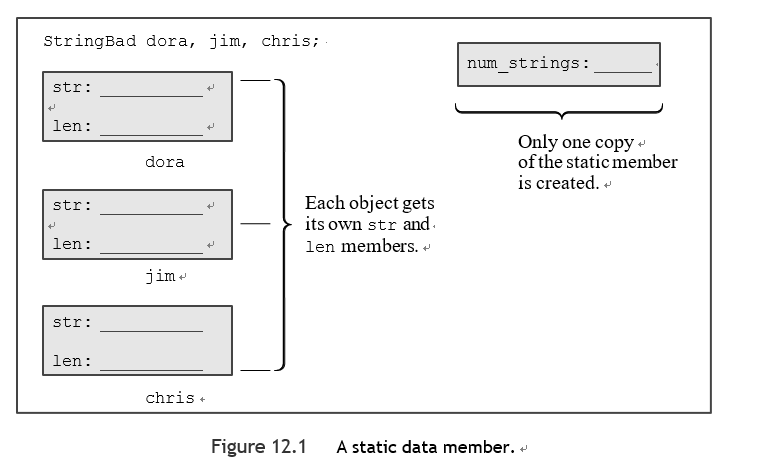 StringBad dora, jim, chris;
num_strings:_____
Only one copy
of the static member
is created.
str: __________
len: __________
dora
str: __________
len: __________
jim
Each object gets
its own str and
len members.
str: __________
len: __________
chris
Figure 12.1 A static data member.